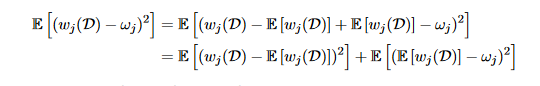 𝔼[(w_j(𝒟) − ω_j)²] = 𝔼[(w_j(𝒟) − 𝔼[w_j(𝒟)] + 𝔼[w_j(𝒟)] − ω_j)²]
= 𝔼[(w_j(𝒟) − 𝔼[w_j(𝒟)])²] + 𝔼[(𝔼[w_j(𝒟)] − ω_j)²]